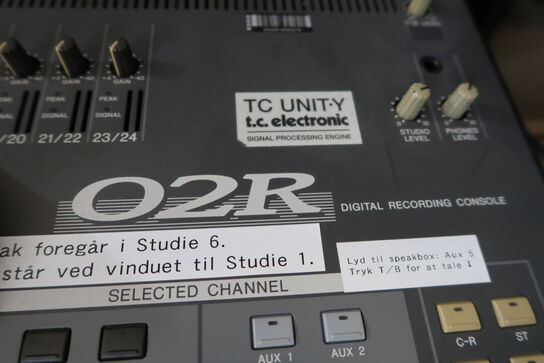 GAIN
GAIN
GAIN
40
40
PEAK
PEAK
PEAK
SIGNAL
SIGNAL
/20
21/22
23/24
TC UNIT·Y
t.c. electronic
SIGNAL PROCESSING ENGINE
STUDIO
LEVEL
PHONES
LEVEL
02R
DIGITAL RECORDING CONSOLE
ak foregår i Studie 6.
står ved vinduet til Studie 1.
Lyd til speakbox: Aux 5
Tryk T/B for at tale ↓
SELECTED CHANNEL
AUX 1
AUX 2
C-R
ST